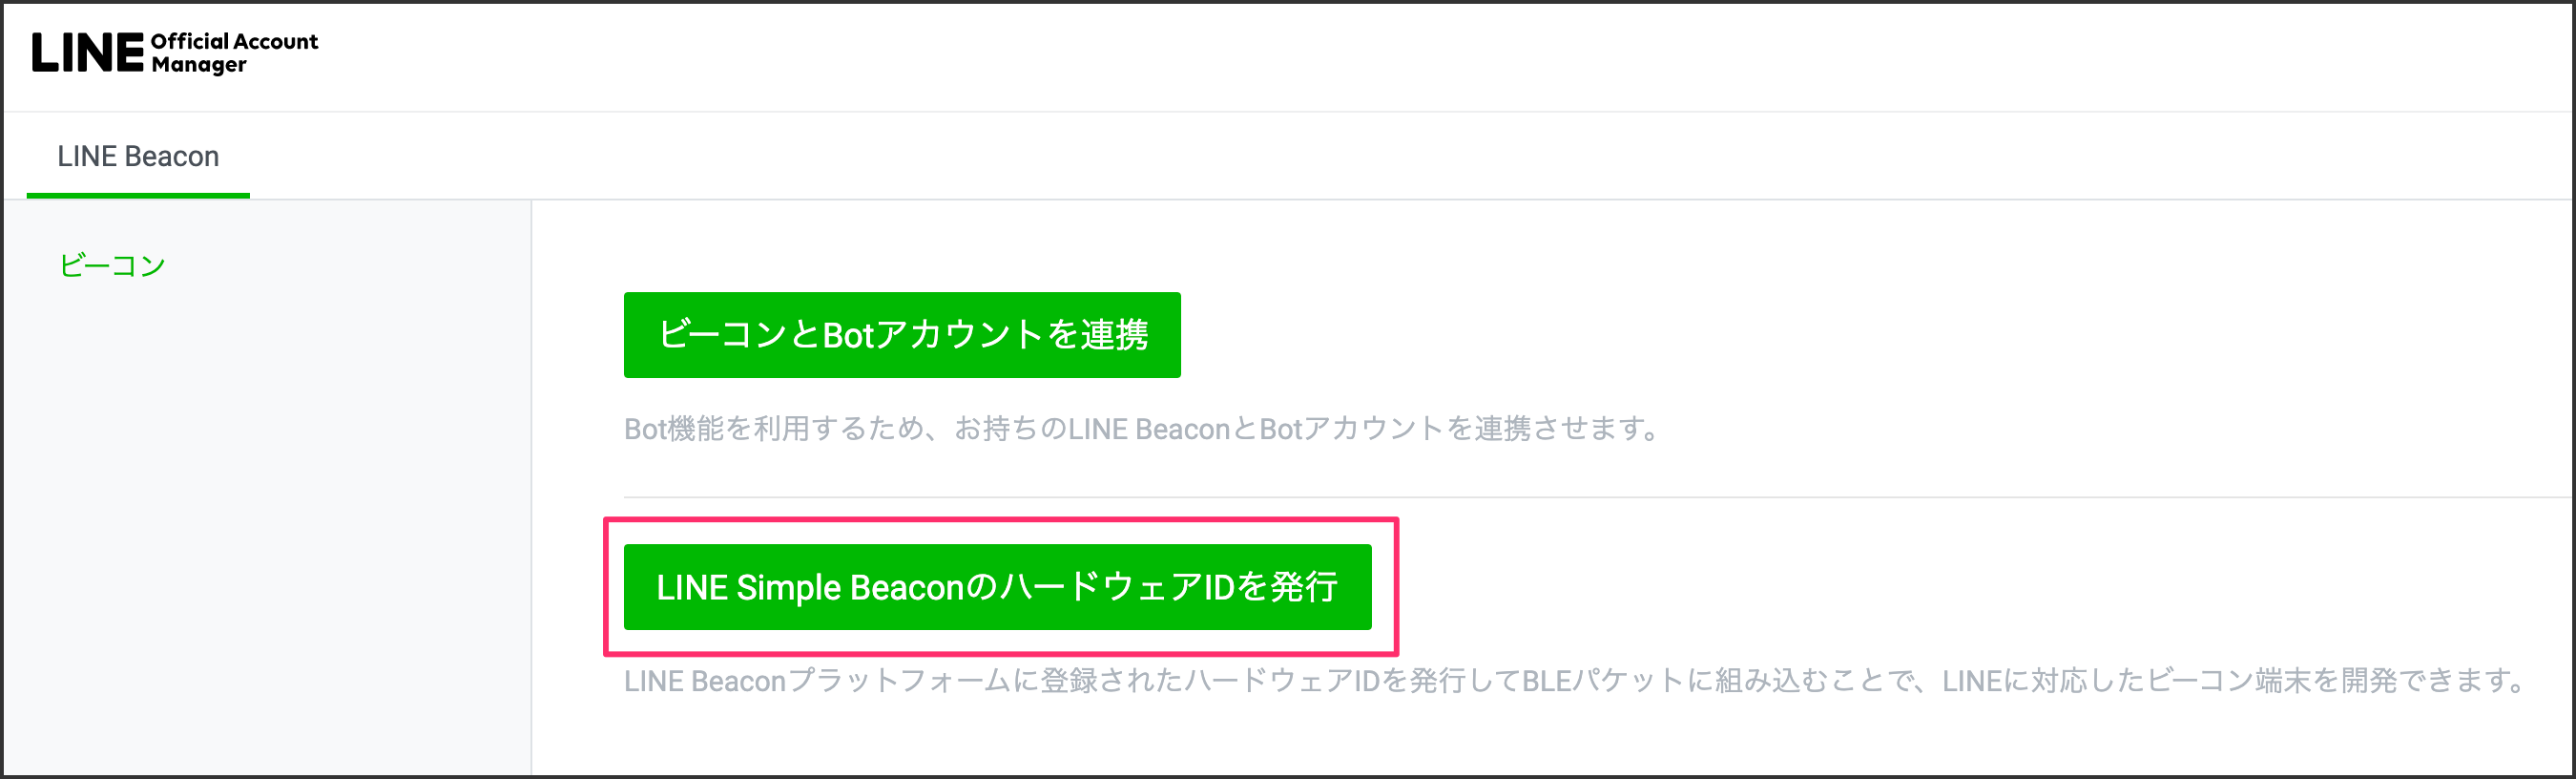 LINE Official Account
Manager
LINE Beacon
ビーコン
ビーコンとBotアカウントを連携
Bot機能を利用するため、お持ちのLINE BeaconとBotアカウントを連携させます。
LINE Simple BeaconのハードウェアIDを発行
LINE Beaconプラットフォームに登録されたハードウェアIDを発行してBLEパケットに組み込むことで、LINEに対応したビーコン端末を開発できます。